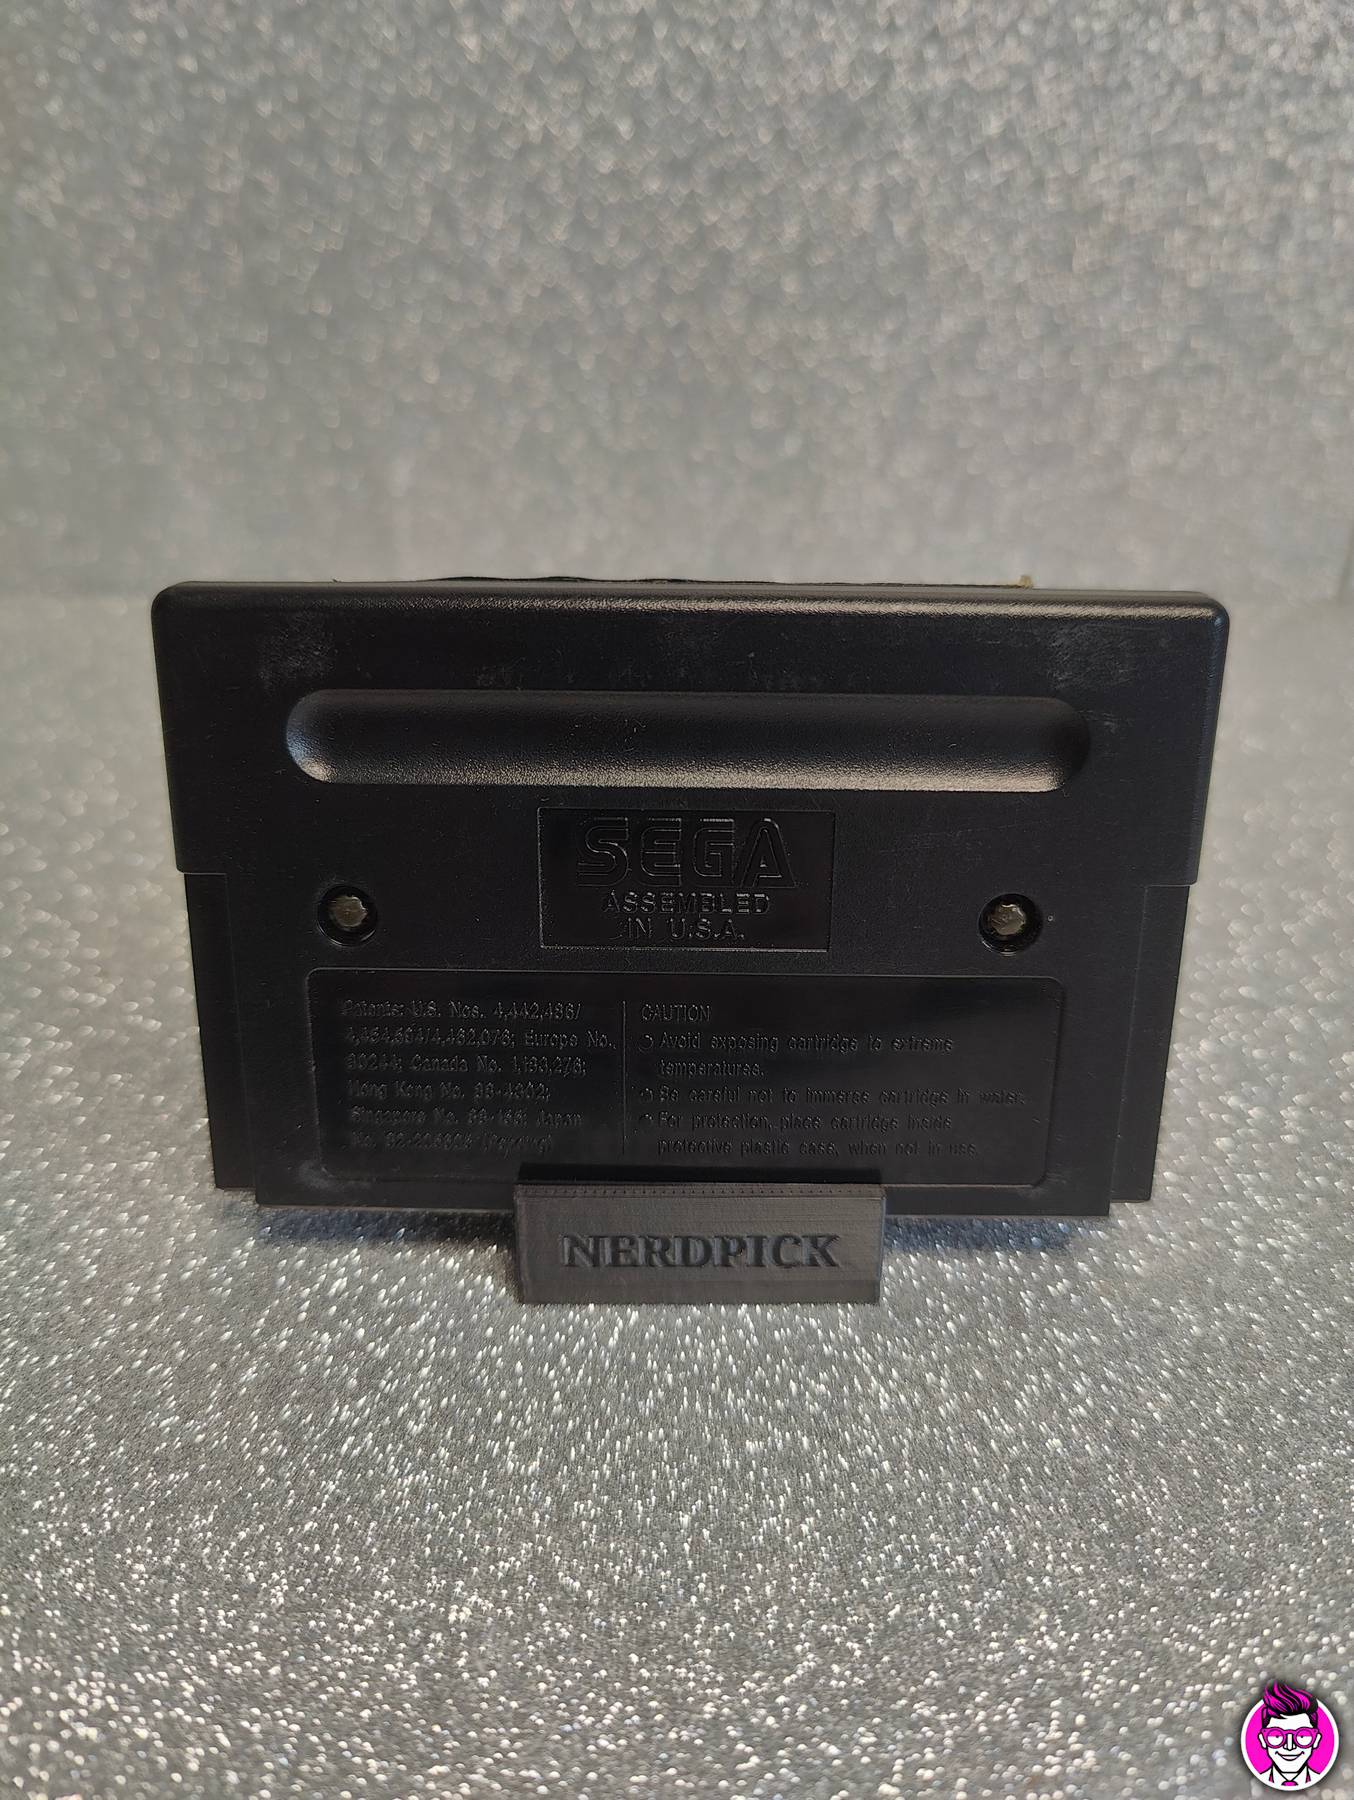 SEGA
ASSEMBLED
IN U.S.A.
Patents: U.S. Nos. 4,442,486/
4,454,594/4,462,076; Europe No.
80244; Canada No. 1,183,276;
Hong Kong No. 88-4302;
Singapore No. 88-155; Japan
No. 82-205605 (Pending)
CAUTION
Avoid exposing cartridge to extreme
temperatures.
Be careful not to immerse cartridge in water.
For protection, place cartridge inside
protective plastic case, when not in use.
NERDPICK